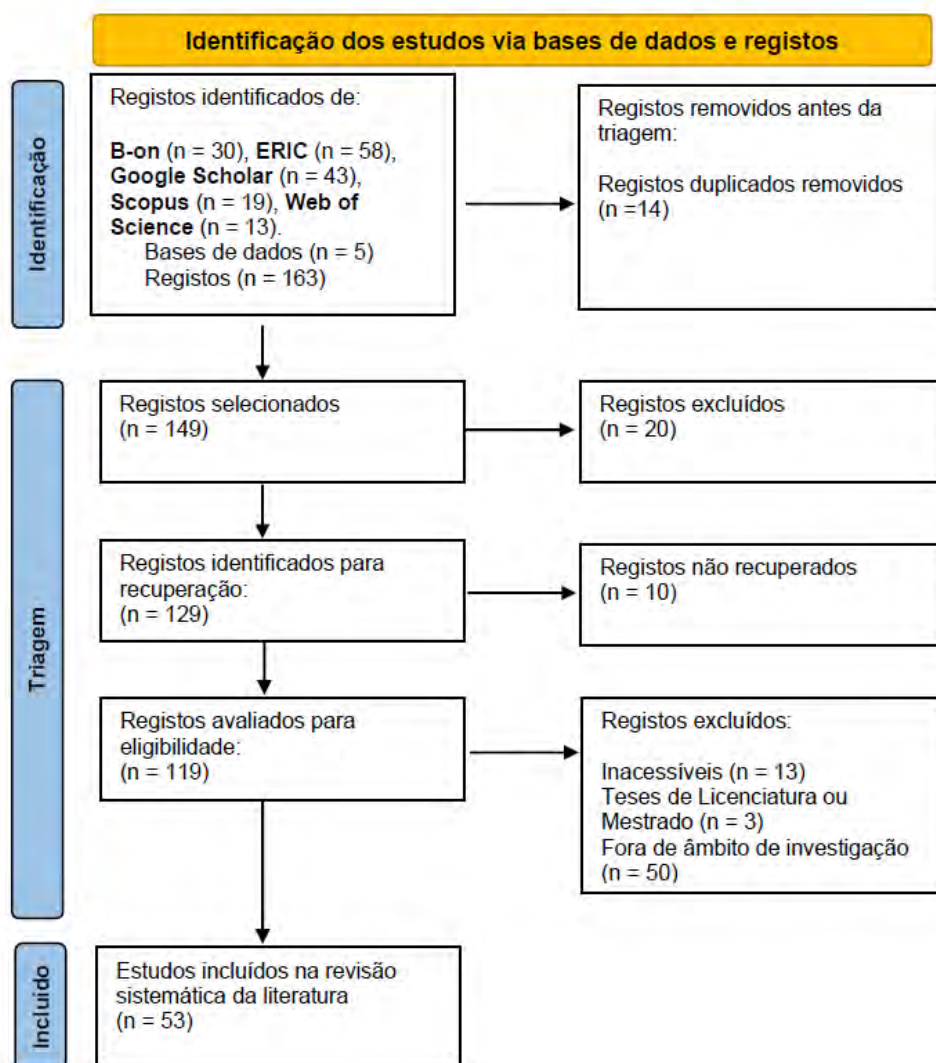 Identificação dos estudos via bases de dados e registos
Identificação
Registos identificados de:
B-on (n = 30), ERIC (n = 58),
Google Scholar (n = 43),
Scopus (n = 19), Web of
Science (n = 13).
Bases de dados (n = 5)
Registos (n = 163)
Registos removidos antes da
triagem:
Registos duplicados removidos
(n =14)
Triagem
Registos selecionados
(n = 149)
Registos excluídos
(n = 20)
Registos identificados para
recuperação:
(n = 129)
Registos não recuperados
(n = 10)
Registos avaliados para
eligibilidade:
(n = 119)
Registos excluídos:
Inacessíveis (n = 13)
Teses de Licenciatura ou
Mestrado (n = 3)
Fora de âmbito de investigação
(n = 50)
Incluido
Estudos incluídos na revisão
sistemática da literatura
(n = 53)